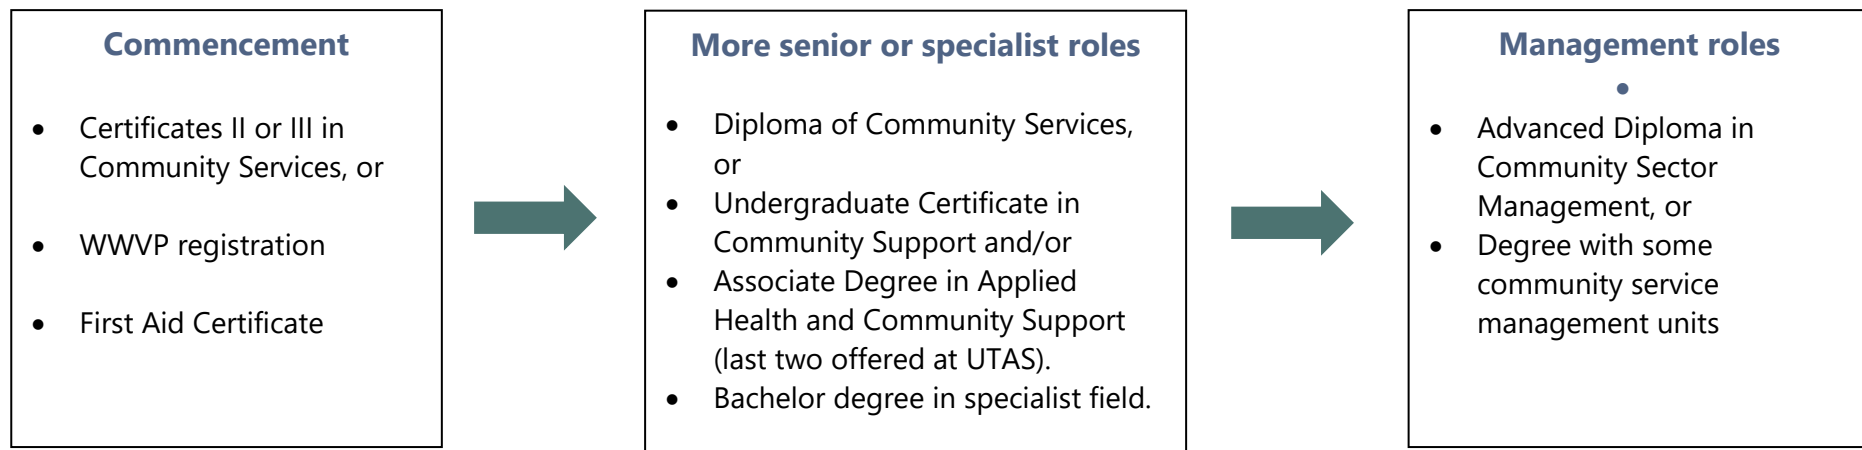 Commencement
• Certificates II or III in
Community Services, or
• WWVP registration
• First Aid Certificate
More senior or specialist roles
• Diploma of Community Services,
or
• Undergraduate Certificate in
Community Support and/or
• Associate Degree in Applied
Health and Community Support
(last two offered at UTAS).
• Bachelor degree in specialist field.
Management roles
•
• Advanced Diploma in
Community Sector
Management, or
• Degree with some
community service
management units